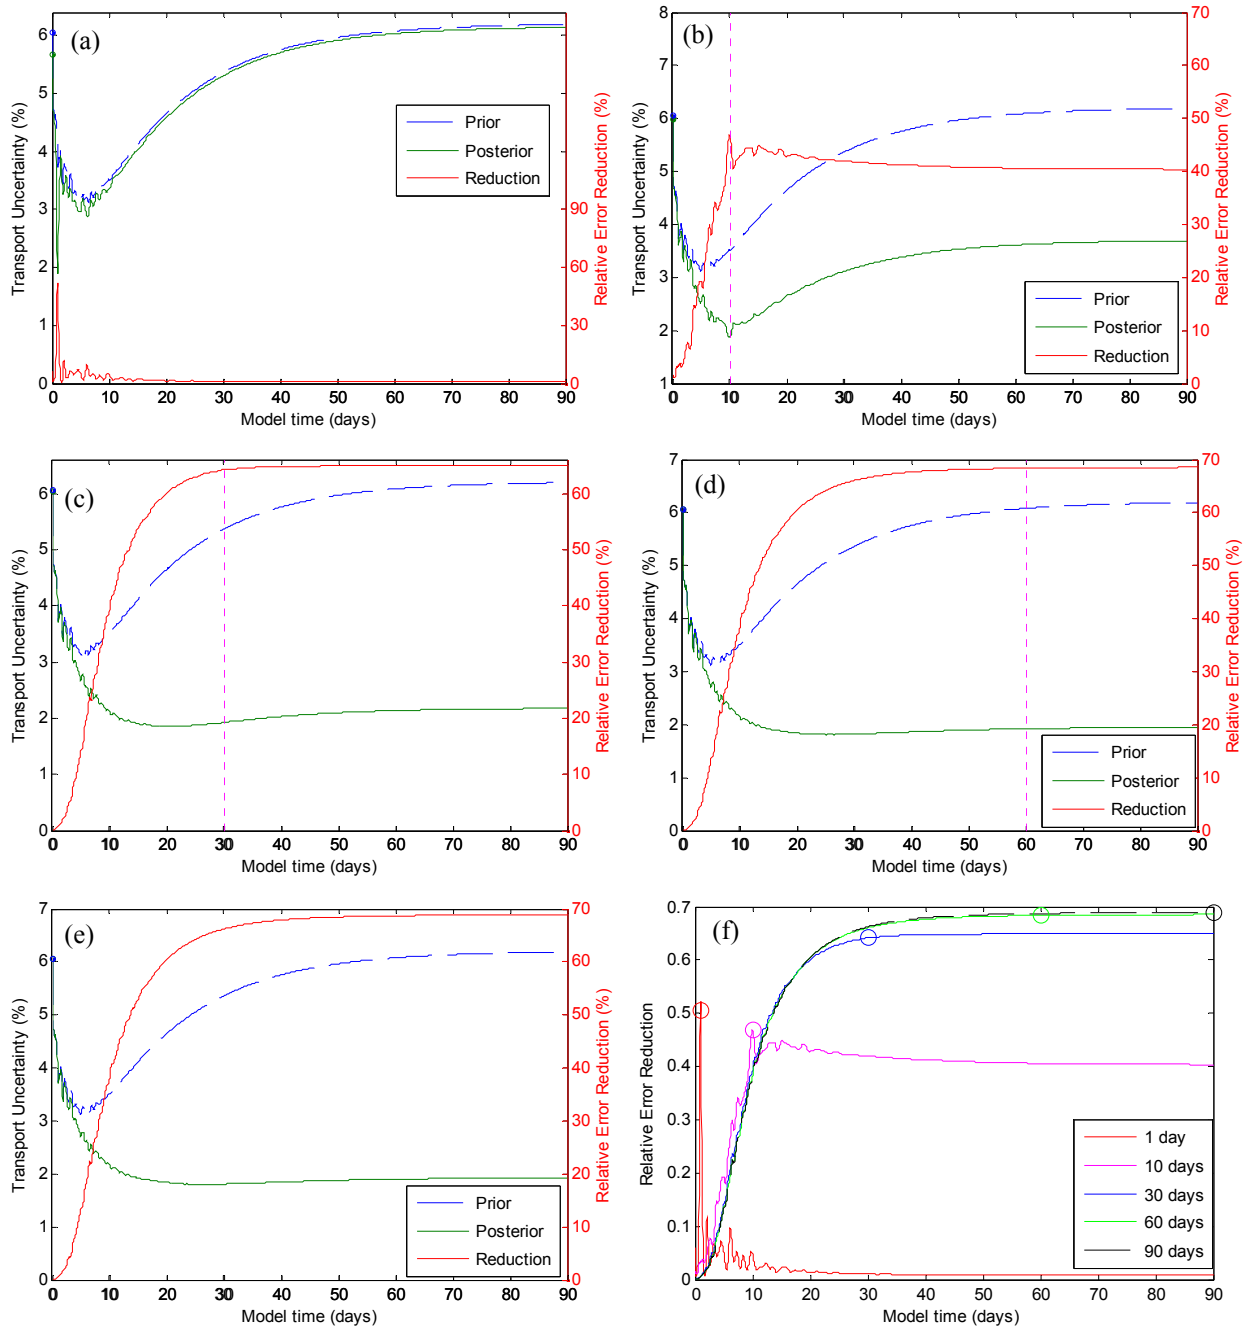 (a)
Transport Uncertainty (%)
6
5
4
3
2
1
0
Prior
Posterior
Reduction
90
60
30
0
Relative Error Reduction (%)
0 10 20 30 40 50 60 70 80 90
Model time (days)
(b)
Transport Uncertainty (%)
8
7
6
5
4
3
2
1
Prior
Posterior
Reduction
70
60
50
40
30
20
10
0
Relative Error Reduction (%)
0 10 20 30 40 50 60 70 80 90
Model time (days)
(c)
Transport Uncertainty (%)
6
5
4
3
2
1
0
60
50
40
30
20
10
0
Relative Error Reduction (%)
0 10 20 30 40 50 60 70 80 90
Model time (days)
(d)
Transport Uncertainty (%)
7
6
5
4
3
2
1
0
Prior
Posterior
Reduction
70
60
50
40
30
20
10
0
Relative Error Reduction (%)
0 10 20 30 40 50 60 70 80 90
Model time (days)
(e)
Transport Uncertainty (%)
7
6
5
4
3
2
1
0
Prior
Posterior
Reduction
70
60
50
40
30
20
10
0
Relative Error Reduction (%)
0 10 20 30 40 50 60 70 80 90
Model time (days)
(f)
Relative Error Reduction
0.7
0.6
0.5
0.4
0.3
0.2
0.1
0
1 day
10 days
30 days
60 days
90 days
0 10 20 30 40 50 60 70 80 90
Model time (days)